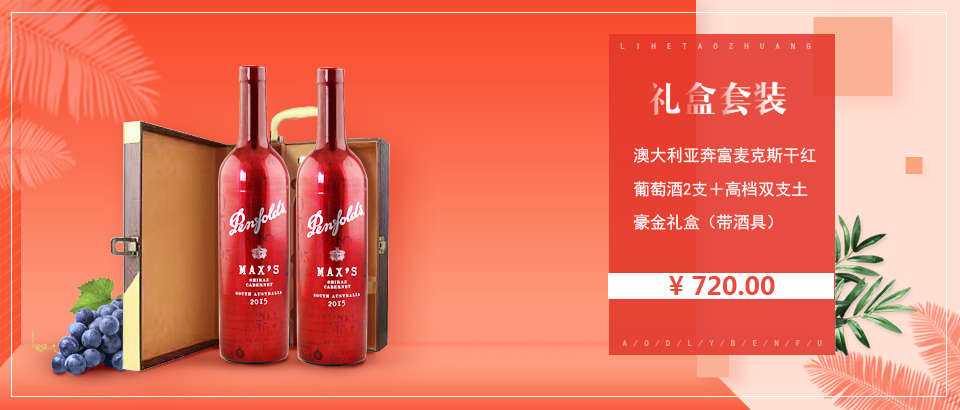 LIHETAOZHUANG
礼盒套装
澳大利亚奔富麦克斯干红
葡萄酒2支+高档双支土
豪金礼盒（带酒具）
¥ 720.00
A/O/D/L/Y/B/E/N/F/U
Penfolds
MAX'S
SHIRAZ
CABERNET
SOUTH AUSTRALIA
2015
Penfolds
MAX'S
SHIRAZ
CABERNET
SOUTH AUSTRALIA
2015